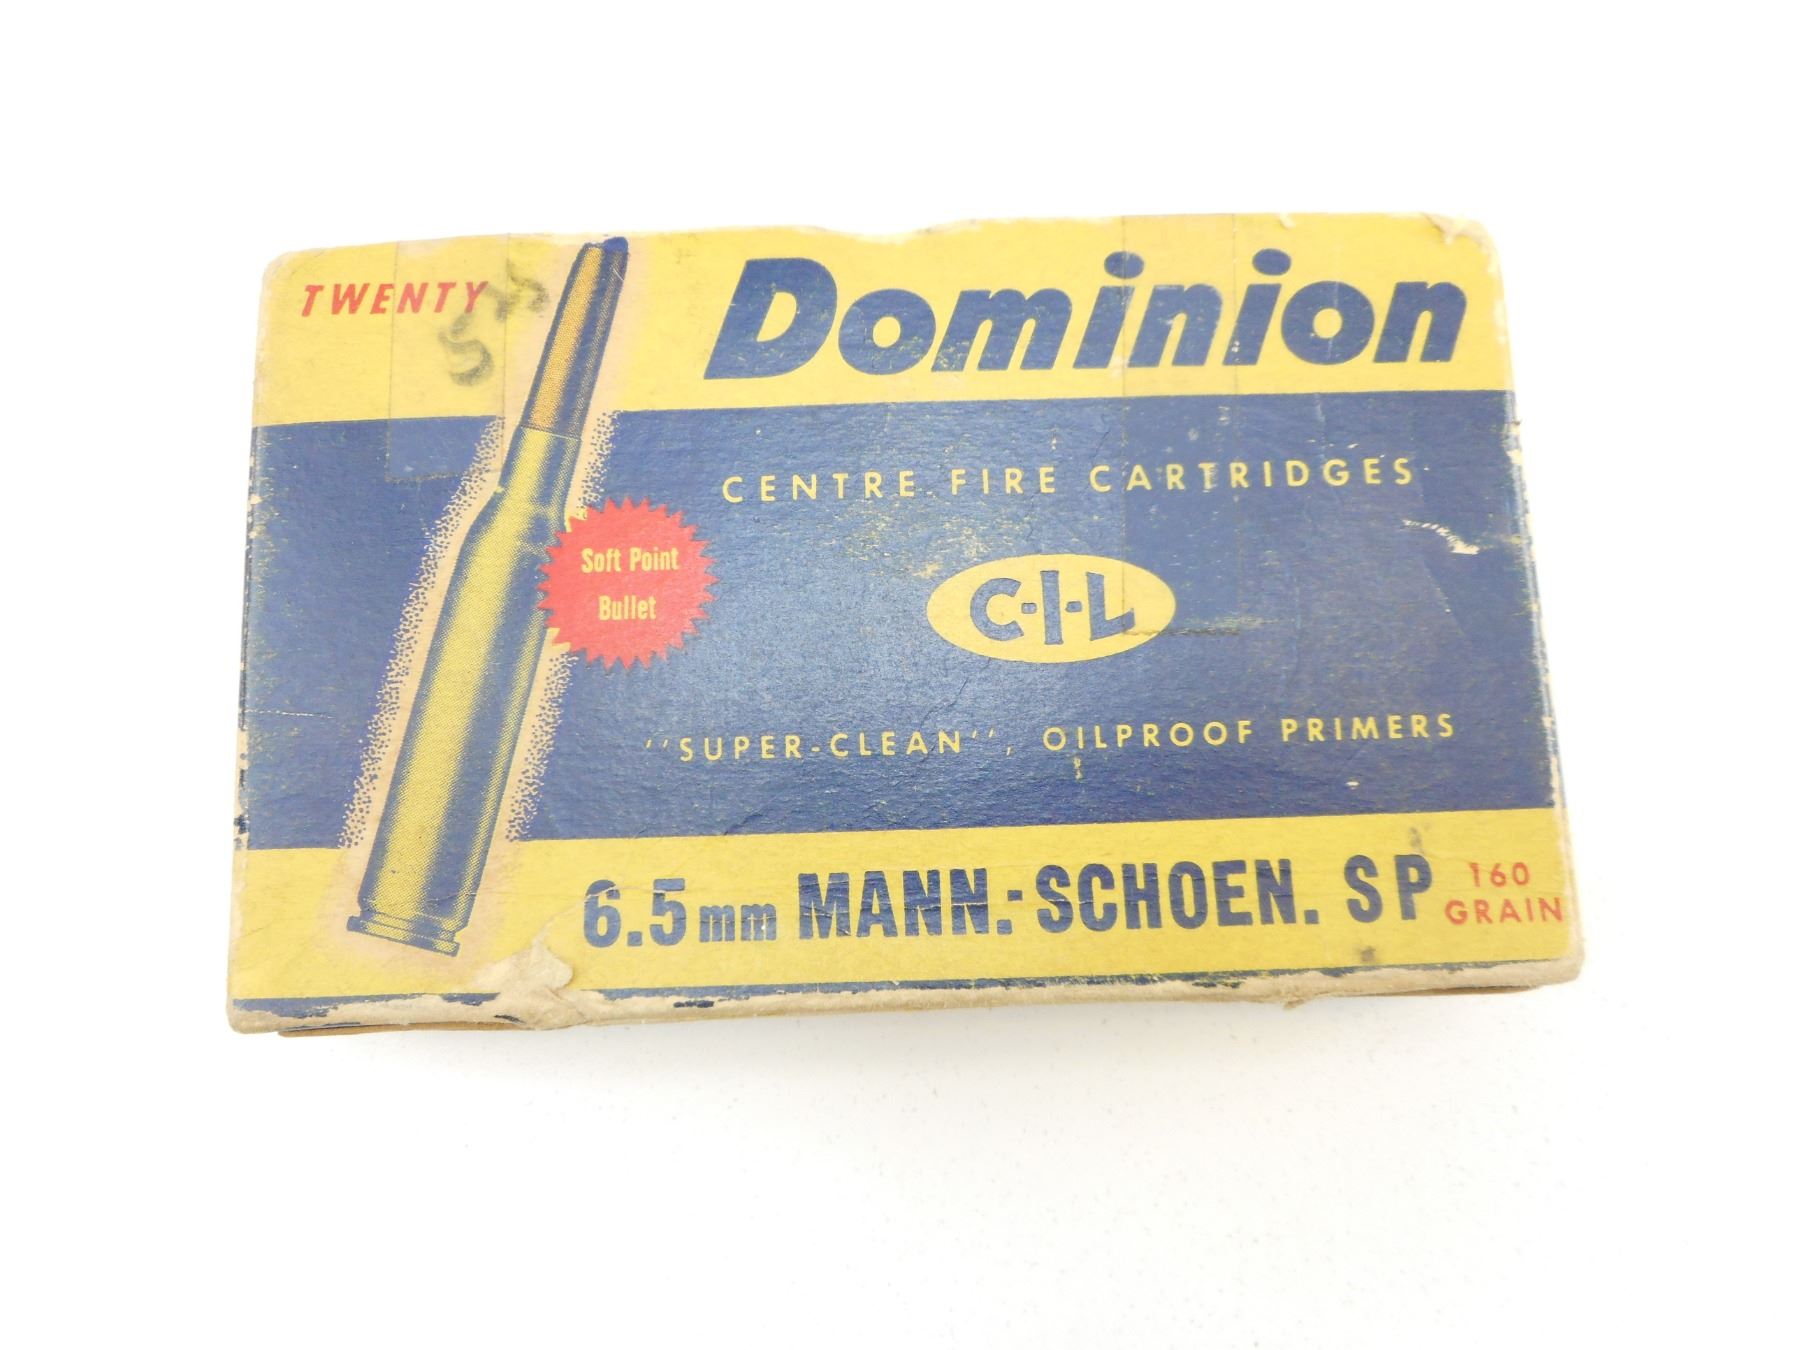 TWENTY
Dominion
CENTRE FIRE CARTRIDGES
Soft Point
Bullet
C-I-L
"SUPER-CLEAN", OILPROOF PRIMERS
6.5mm MANN.-SCHOEN. SP 160
GRAIN